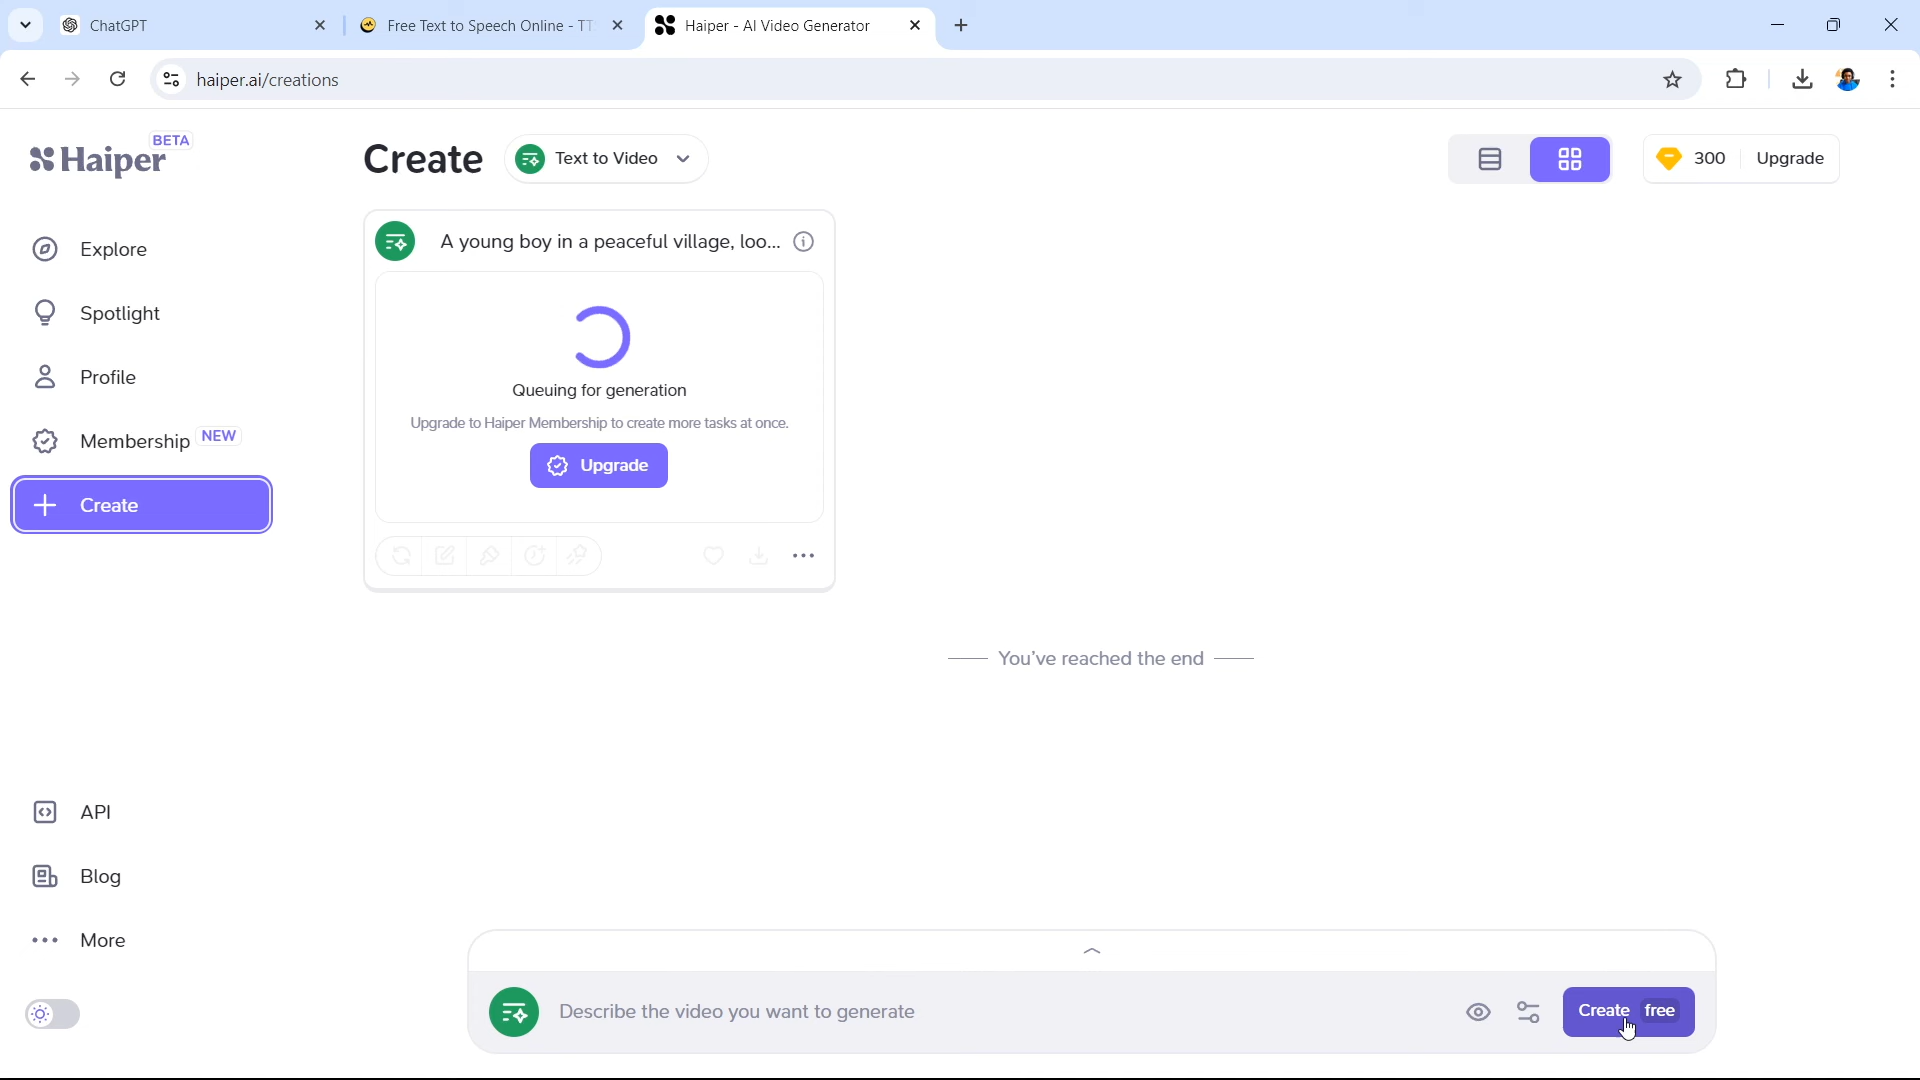 ChatGPT
Free Text to Speech Online - TTS
Haiper - AI Video Generator
haiper.ai/creations
Haiper BETA
Create
Text to Video
300 Upgrade
Explore
Spotlight
Profile
Membership NEW
Create
A young boy in a peaceful village, loo...
Queuing for generation
Upgrade to Haiper Membership to create more tasks at once.
Upgrade
You've reached the end
API
Blog
More
Describe the video you want to generate
Create free